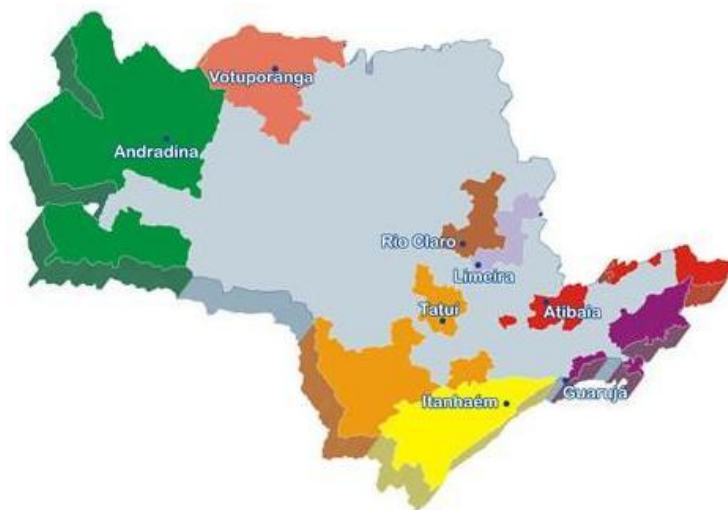 Votuporanga
Andradina
Rio Claro
Limeira
Tatuí
Atibaia
Itanhaém
Guarujá